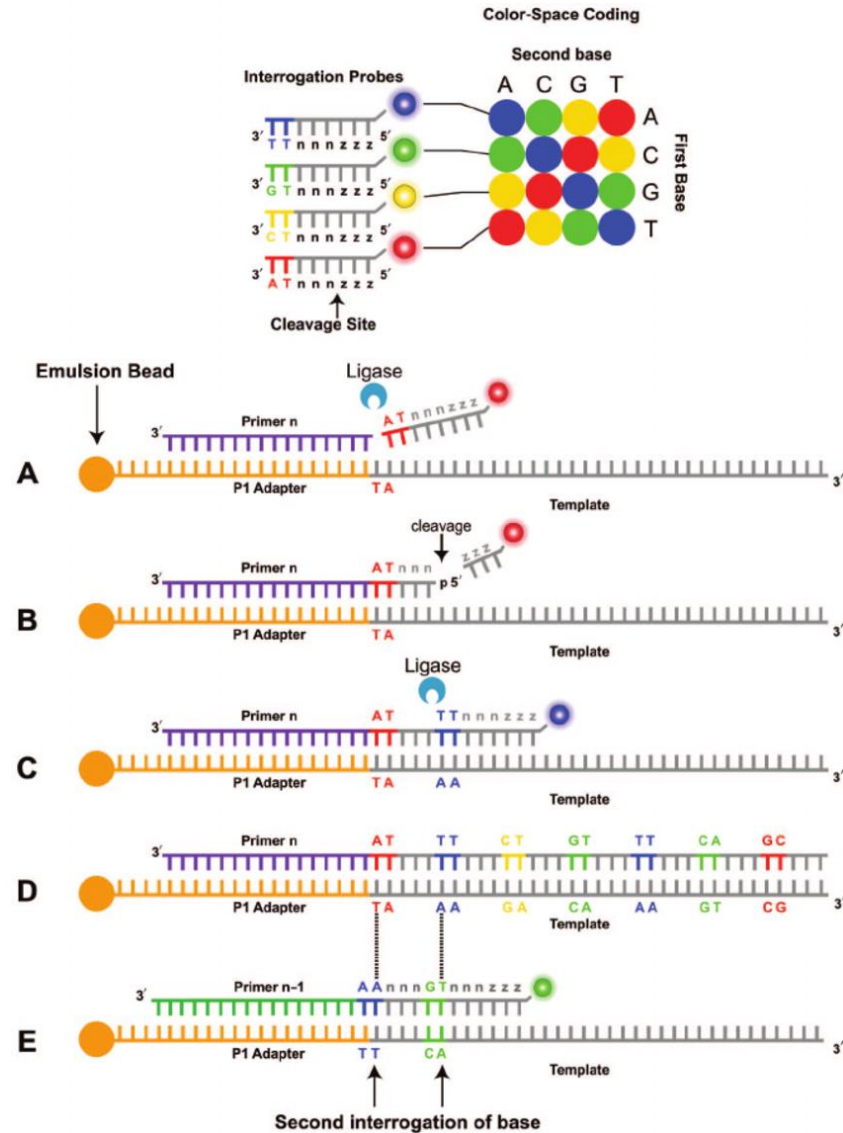 Color-Space Coding
Second base
Interrogation Probes
A C G T
A
C
G
T
First Base
3′ 5′
T T n n n z z z
3′ 5′
G T n n n z z z
3′ 5′
C T n n n z z z
3′ 5′
A T n n n z z z
Cleavage Site
Emulsion Bead
Ligase
A T n n n z z z
Primer n
3′
A
P1 Adapter
T A
Template
3′
cleavage
z z z
A T n n n
Primer n
3′
p 5′
B
P1 Adapter
T A
Template
Ligase
Primer n
A T T T n n n z z z
3′
C
P1 Adapter
T A A A
Template
3′
Primer n
A T T T C T G T T T C A G C
3′
D
P1 Adapter
T A A A G A C A A A G T C G
Template
3′
Primer n–1
A A n n n G T n n n z z z
3′
E
P1 Adapter
T T C A
Template
3′
Second interrogation of base